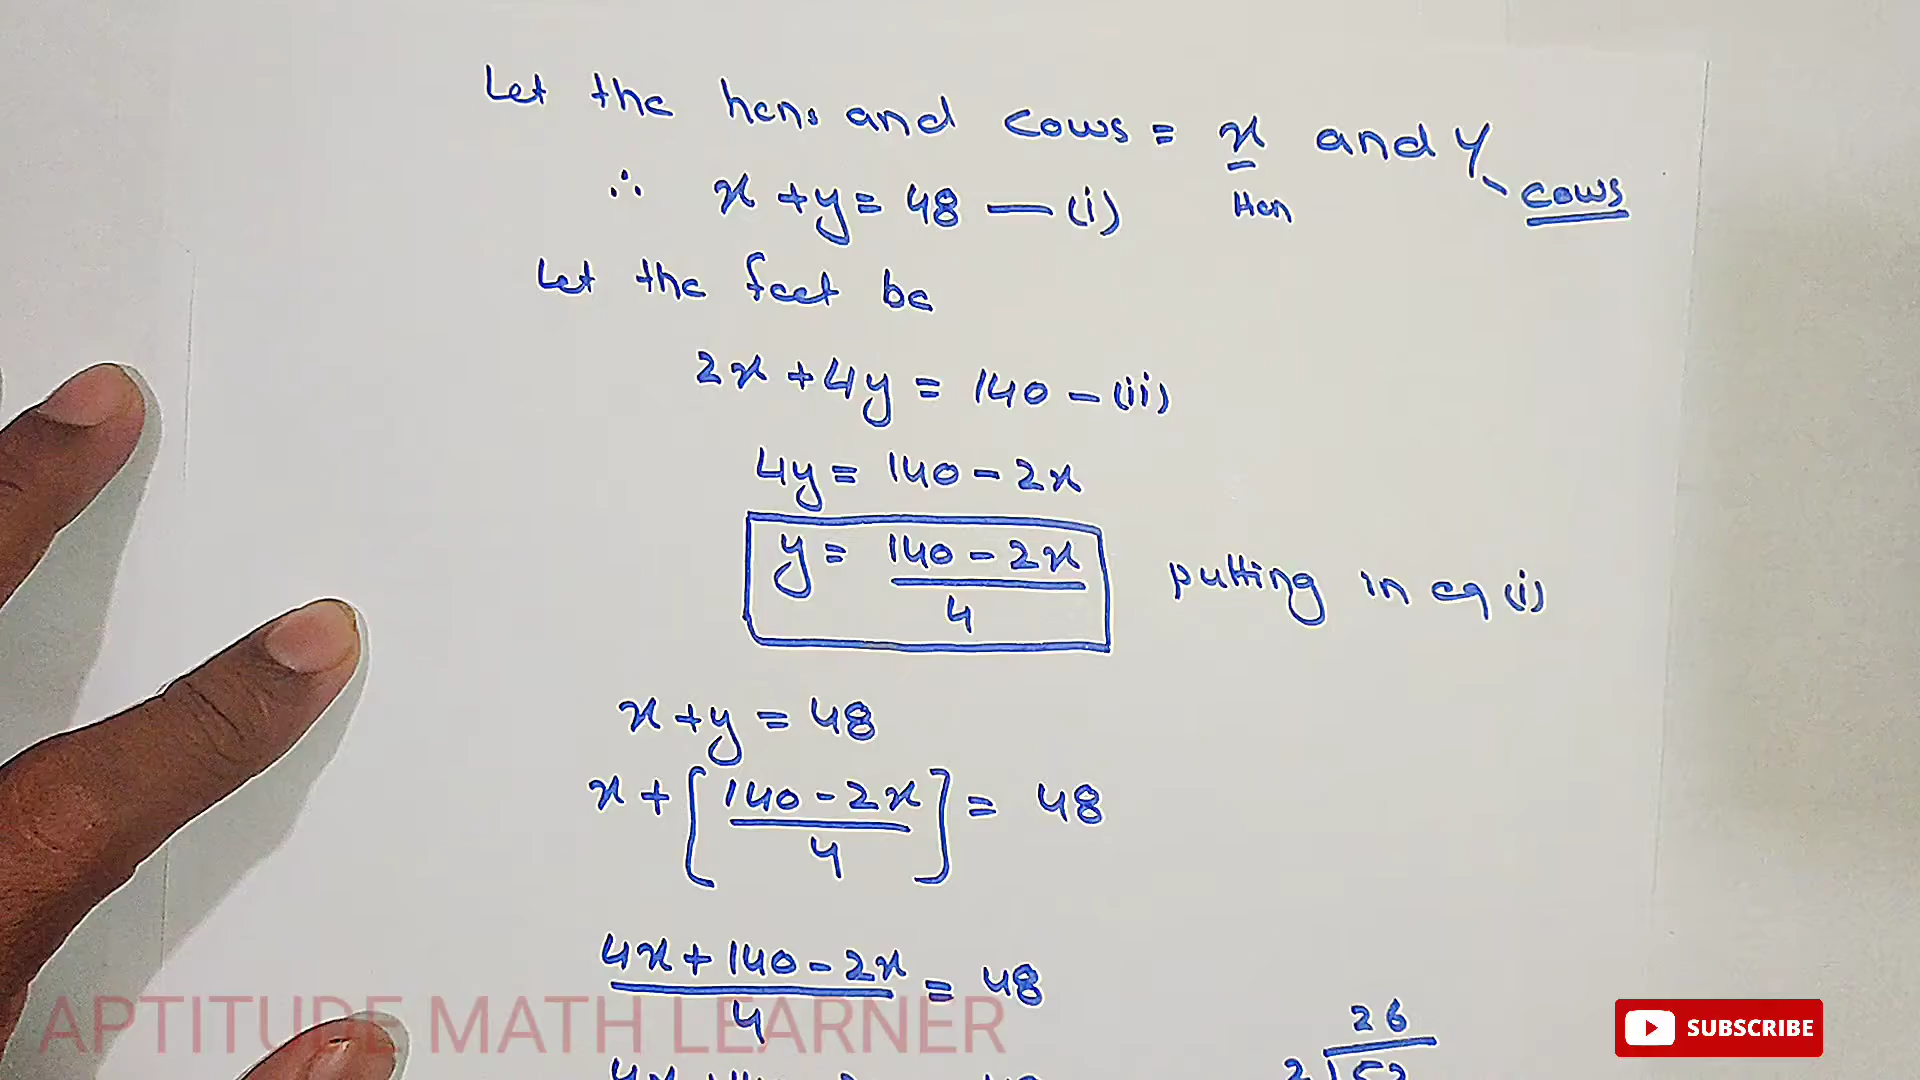 Let the hens and cows = x and y
Hen
cows
∴ x + y = 48 — (i)
Let the feet be
2x + 4y = 140 — (ii)
4y = 140 - 2x
y = 140 - 2x / 4 putting in eq (i)
x + y = 48
x + [140 - 2x / 4] = 48
4x + 140 - 2x / 4 = 48
26
2 52
APTITUDE MATH LEARNER
SUBSCRIBE